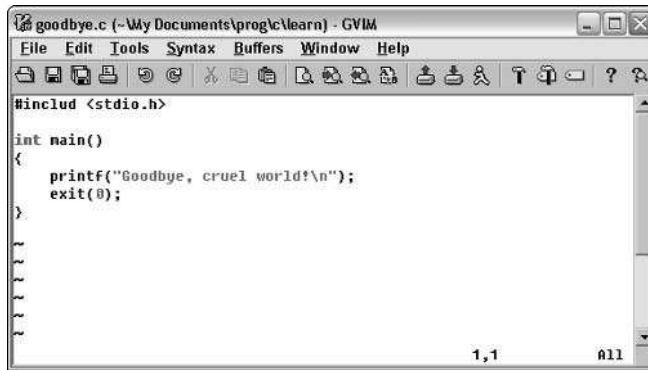 goodbye.c (~\My Documents\prog\c\learn) - GVIM
File Edit Tools Syntax Buffers Window Help
#includ <stdio.h>
int main()
{
printf("Goodbye, cruel world!\n");
exit(0);
}
~
~
~
~
~
~
1,1 All